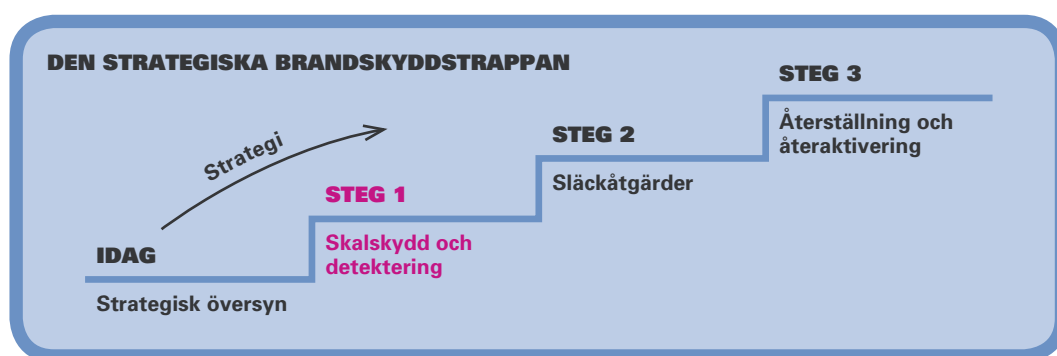 DEN STRATEGISKA BRANDSKYDDSTRAPPAN
IDAG
Strategisk översyn
Strategi
STEG 1
Skalskydd och
detektering
STEG 2
Släckåtgärder
STEG 3
Återställning och
återaktivering